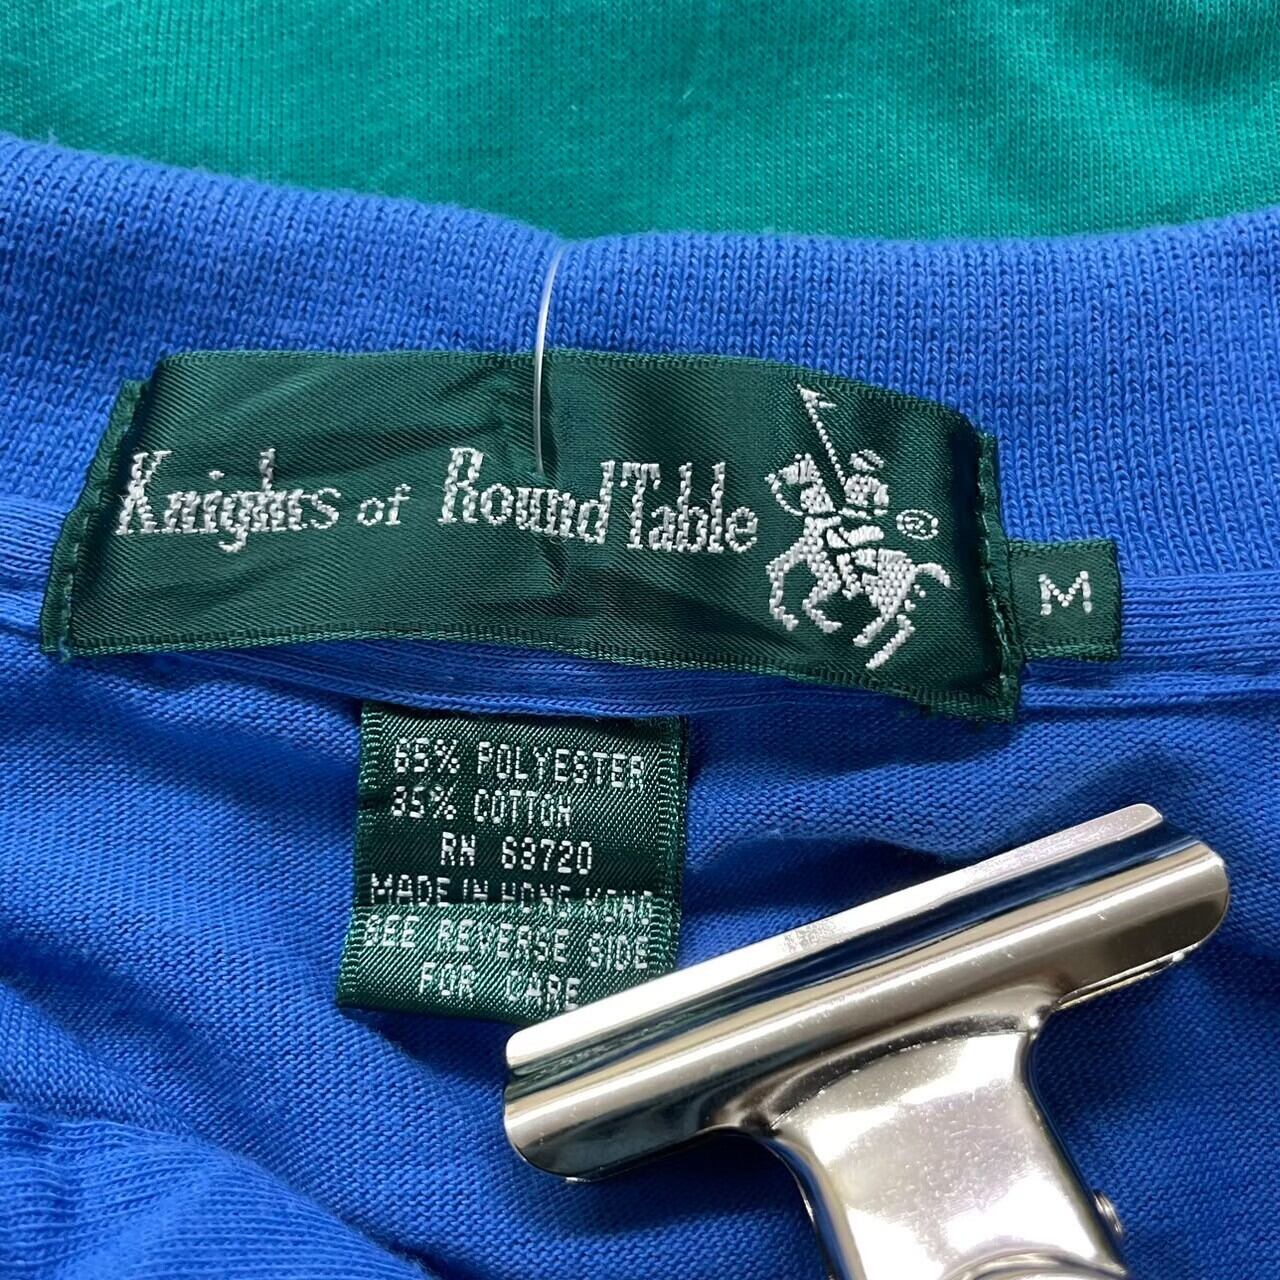 Knights of Round Table ®
M
65% POLYESTER
35% COTTON
RN 63720
MADE IN HONG KONG
SEE REVERSE SIDE
FOR CARE